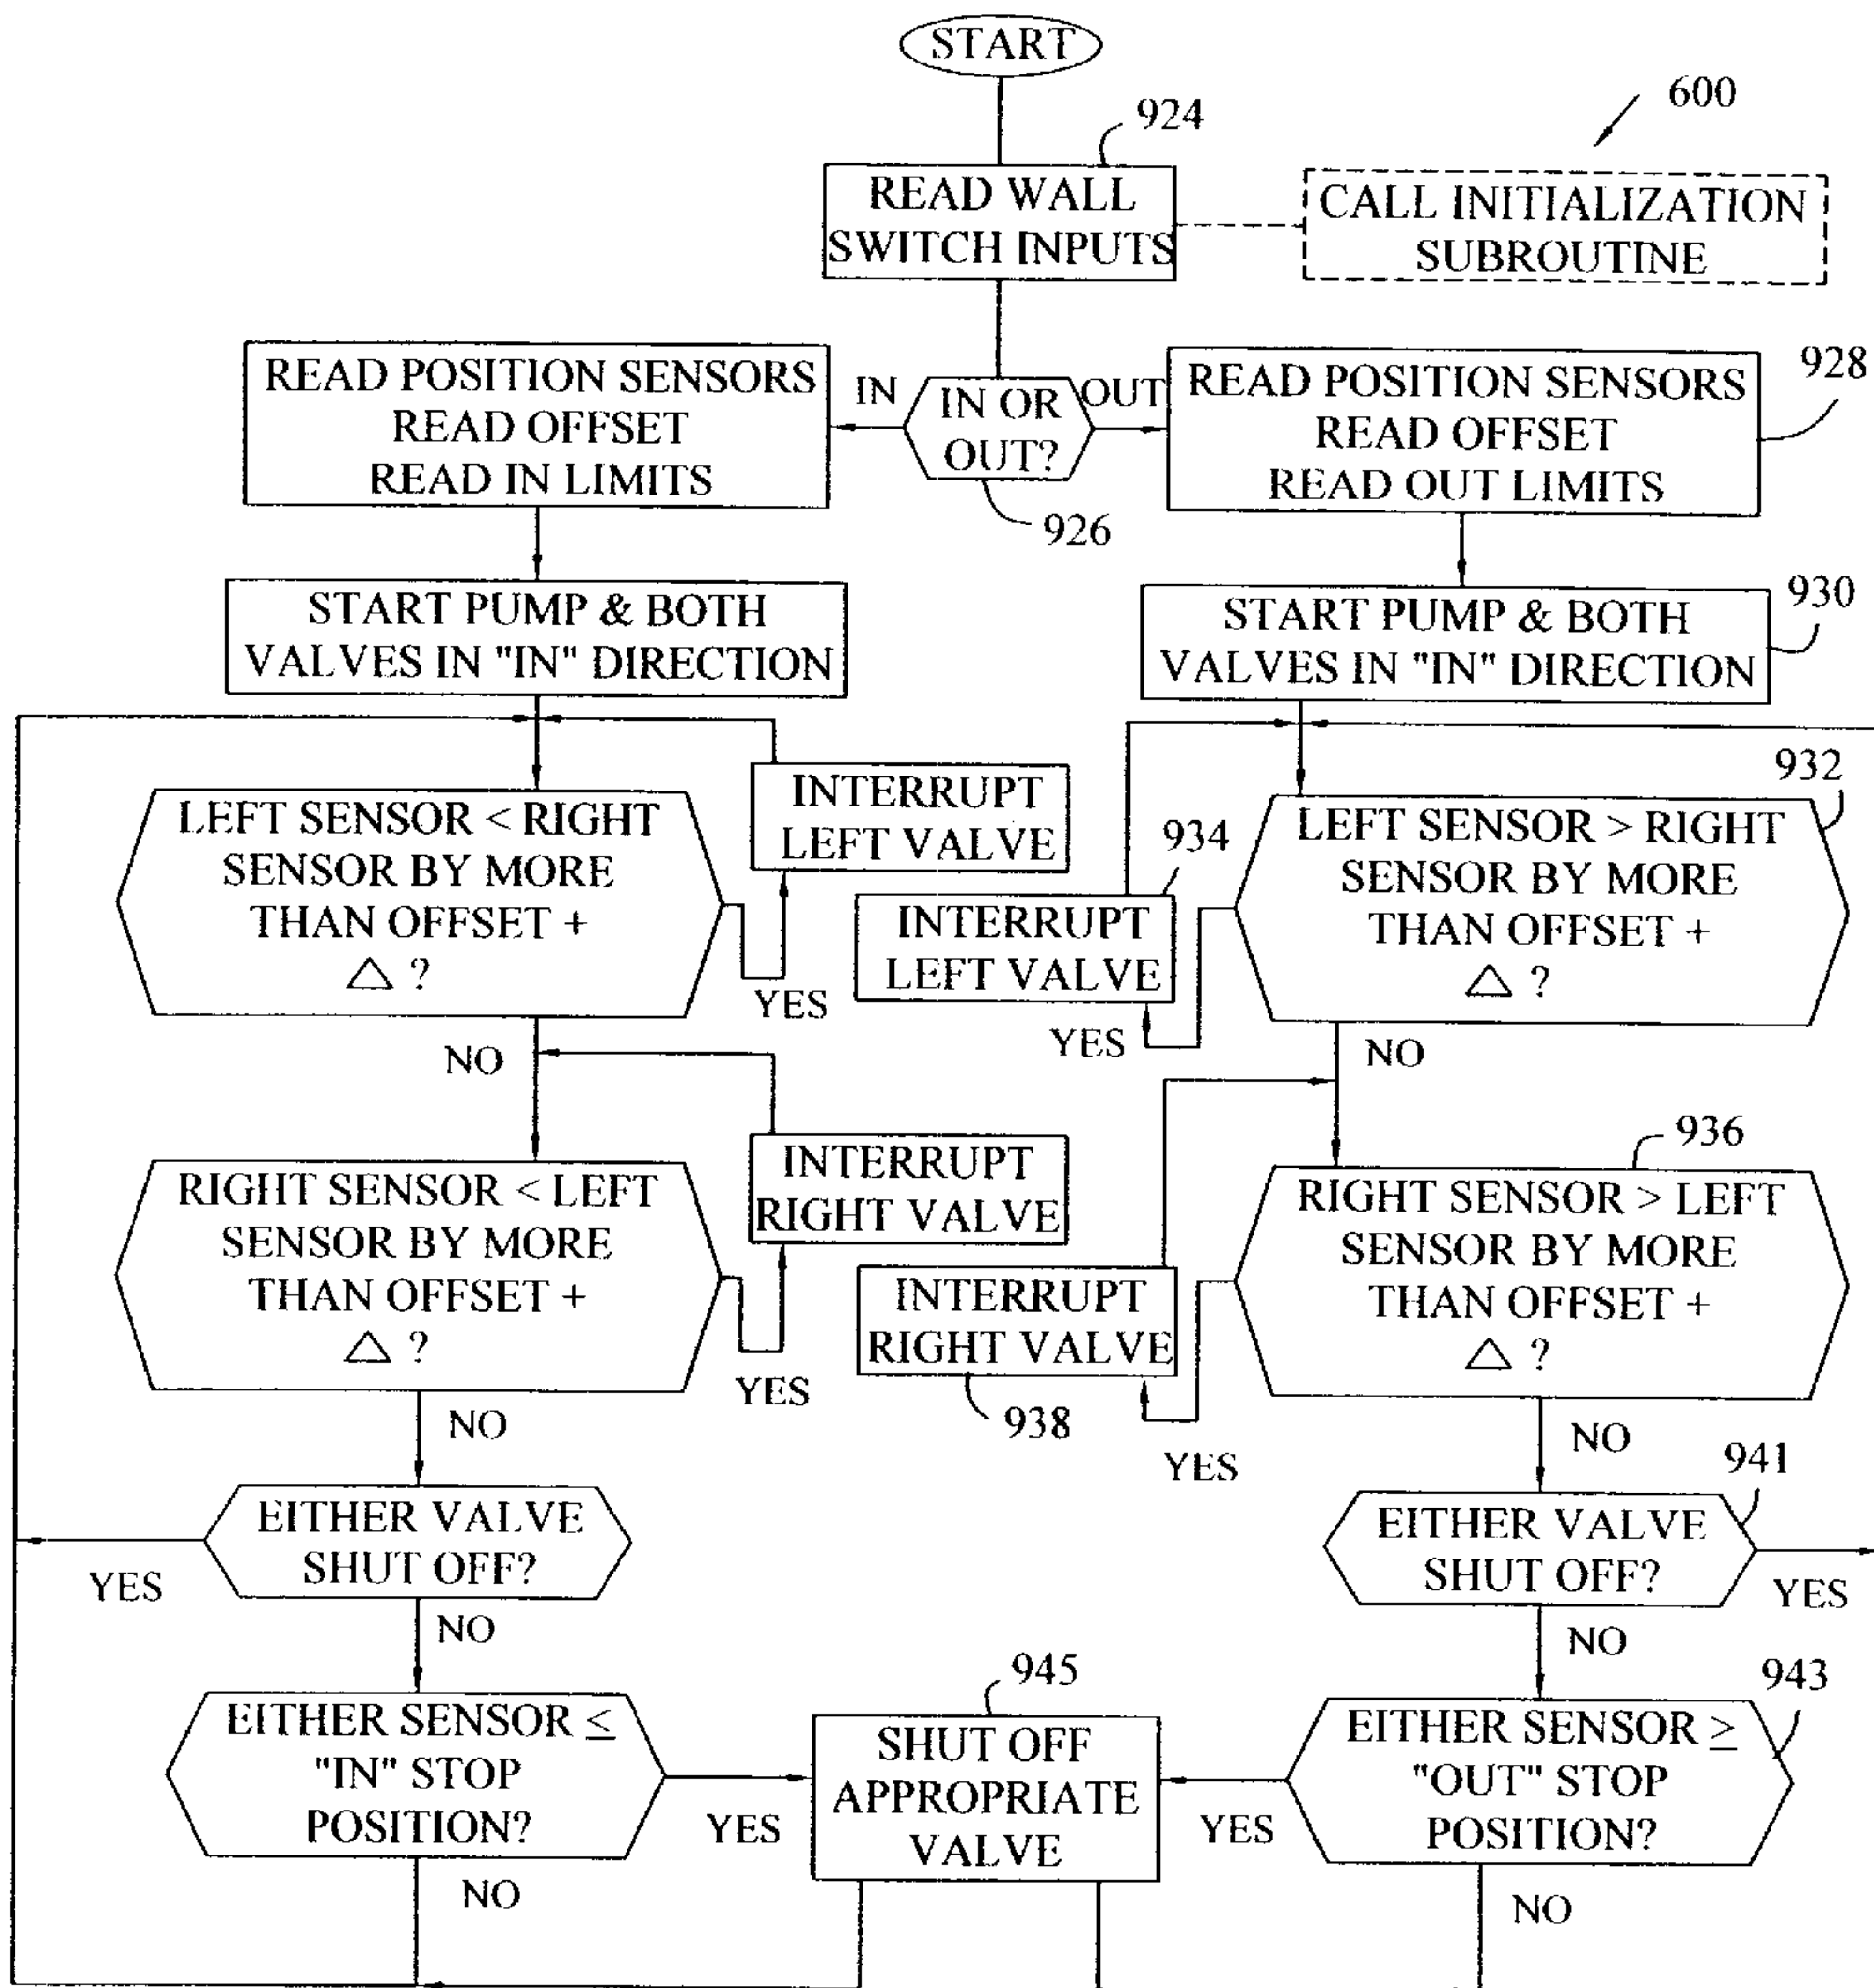 START
600
924
READ WALL
SWITCH INPUTS
CALL INITIALIZATION
SUBROUTINE
READ POSITION SENSORS
READ OFFSET
READ IN LIMITS
IN
IN OR
OUT?
OUT
926
READ POSITION SENSORS
READ OFFSET
READ OUT LIMITS
928
START PUMP & BOTH
VALVES IN "IN" DIRECTION
START PUMP & BOTH
VALVES IN "IN" DIRECTION
930
LEFT SENSOR < RIGHT
SENSOR BY MORE
THAN OFFSET +
△ ?
YES
NO
INTERRUPT
LEFT VALVE
934
INTERRUPT
LEFT VALVE
YES
932
LEFT SENSOR > RIGHT
SENSOR BY MORE
THAN OFFSET +
△ ?
NO
RIGHT SENSOR < LEFT
SENSOR BY MORE
THAN OFFSET +
△ ?
YES
NO
INTERRUPT
RIGHT VALVE
INTERRUPT
RIGHT VALVE
938
YES
936
RIGHT SENSOR > LEFT
SENSOR BY MORE
THAN OFFSET +
△ ?
NO
EITHER VALVE
SHUT OFF?
YES
NO
941
EITHER VALVE
SHUT OFF?
YES
NO
EITHER SENSOR ≤
"IN" STOP
POSITION?
YES
NO
945
SHUT OFF
APPROPRIATE
VALVE
943
EITHER SENSOR ≥
"OUT" STOP
POSITION?
YES
NO